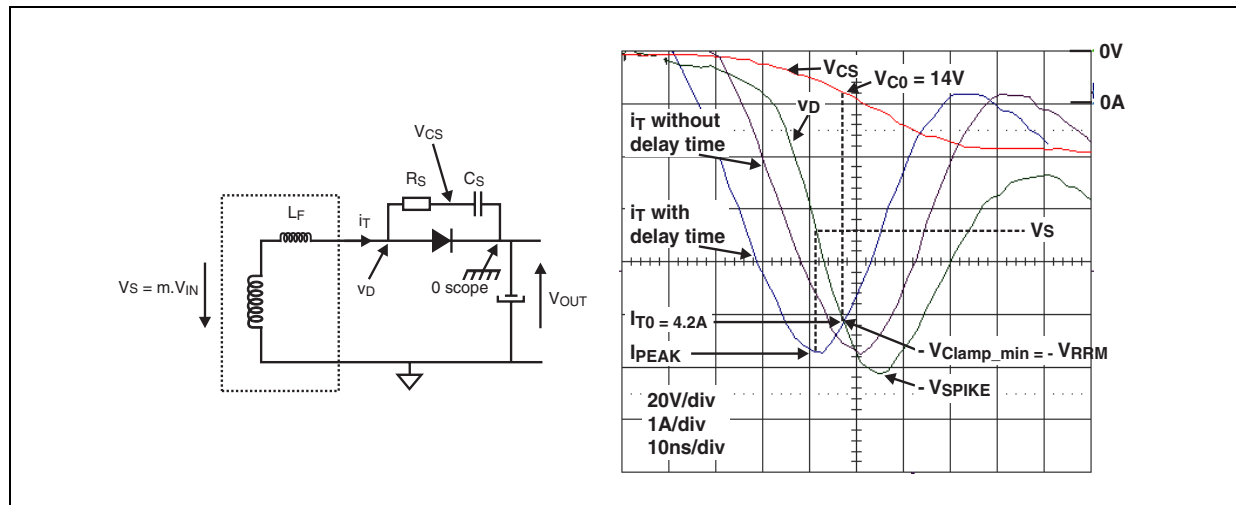 VCS
RS
CS
LF
iT
VS = m.VIN
vD
0 scope
VOUT
0V
VCS
VC0 = 14V
0A
vD
iT without
delay time
iT with
delay time
VS
IT0 = 4.2A
IPEAK
- VClamp_min = - VRRM
- VSPIKE
20V/div
1A/div
10ns/div